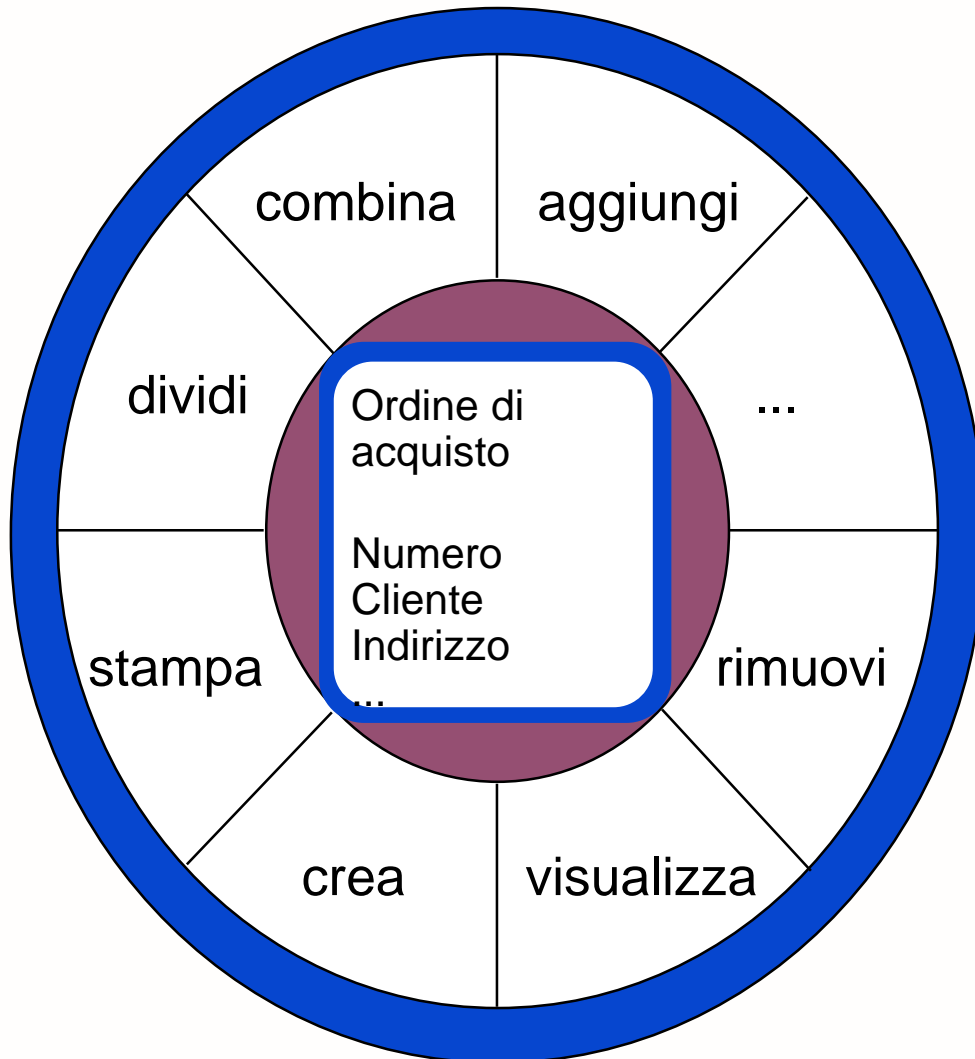 combina
aggiungi
dividi
...
Ordine di
acquisto
Numero
Cliente
Indirizzo
...
stampa
rimuovi
crea
visualizza